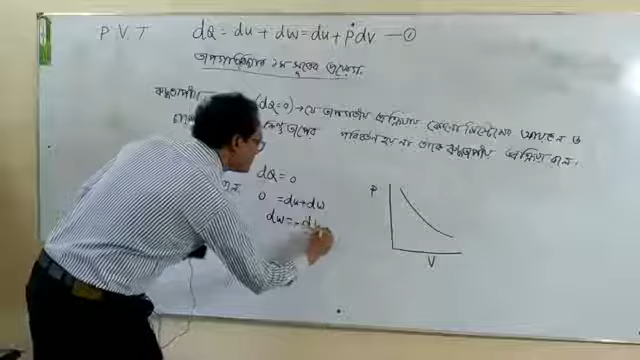 P V T dQ = du + dw = du + pdv — ①
তাপগতিবিদ্যার ১ম সূত্রের প্রয়োগ
রুদ্ধতাপীয় (dQ=0) → যে তাপগতীয় প্রক্রিয়ায় কোনো সিস্টেমের আয়তন ও
কিন্তু তাপের পরিবর্তন হয় না তাকে রুদ্ধতাপীয় প্রক্রিয়া বলে।
dQ = 0
0 = du + dw
dw = - du
P
V